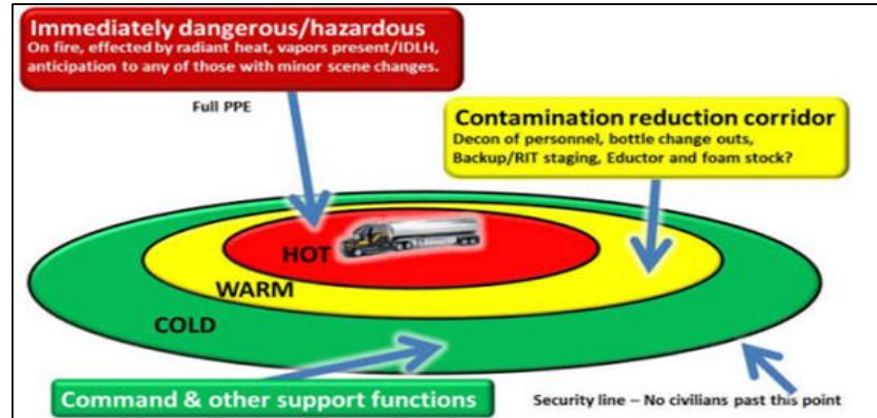 Immediately dangerous/hazardous
On fire, effected by radiant heat, vapors present/IDLH,
anticipation to any of those with minor scene changes.
Full PPE
Contamination reduction corridor
Decon of personnel, bottle change outs,
Backup/RIT staging, Eductor and foam stock?
HOT
WARM
COLD
Command & other support functions
Security line – No civilians past this point